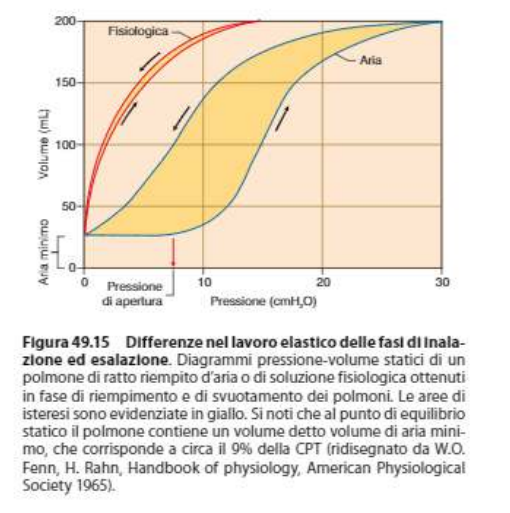 200
Fisiologica
Aria
150
Volume (mL)
100
50
Aria minimo
0
0
10
20
30
Pressione
di apertura
Pressione (cmH₂O)
Figura 49.15 Differenze nel lavoro elastico delle fasi di inala-
zione ed esalazione. Diagrammi pressione-volume statici di un
polmone di ratto riempito d'aria o di soluzione fisiologica ottenuti
in fase di riempimento e di svuotamento dei polmoni. Le aree di
isteresi sono evidenziate in giallo. Si noti che al punto di equilibrio
statico il polmone contiene un volume detto volume di aria mini-
mo, che corrisponde a circa il 9% della CPT (ridisegnato da W.O.
Fenn, H. Rahn, Handbook of physiology, American Physiological
Society 1965).